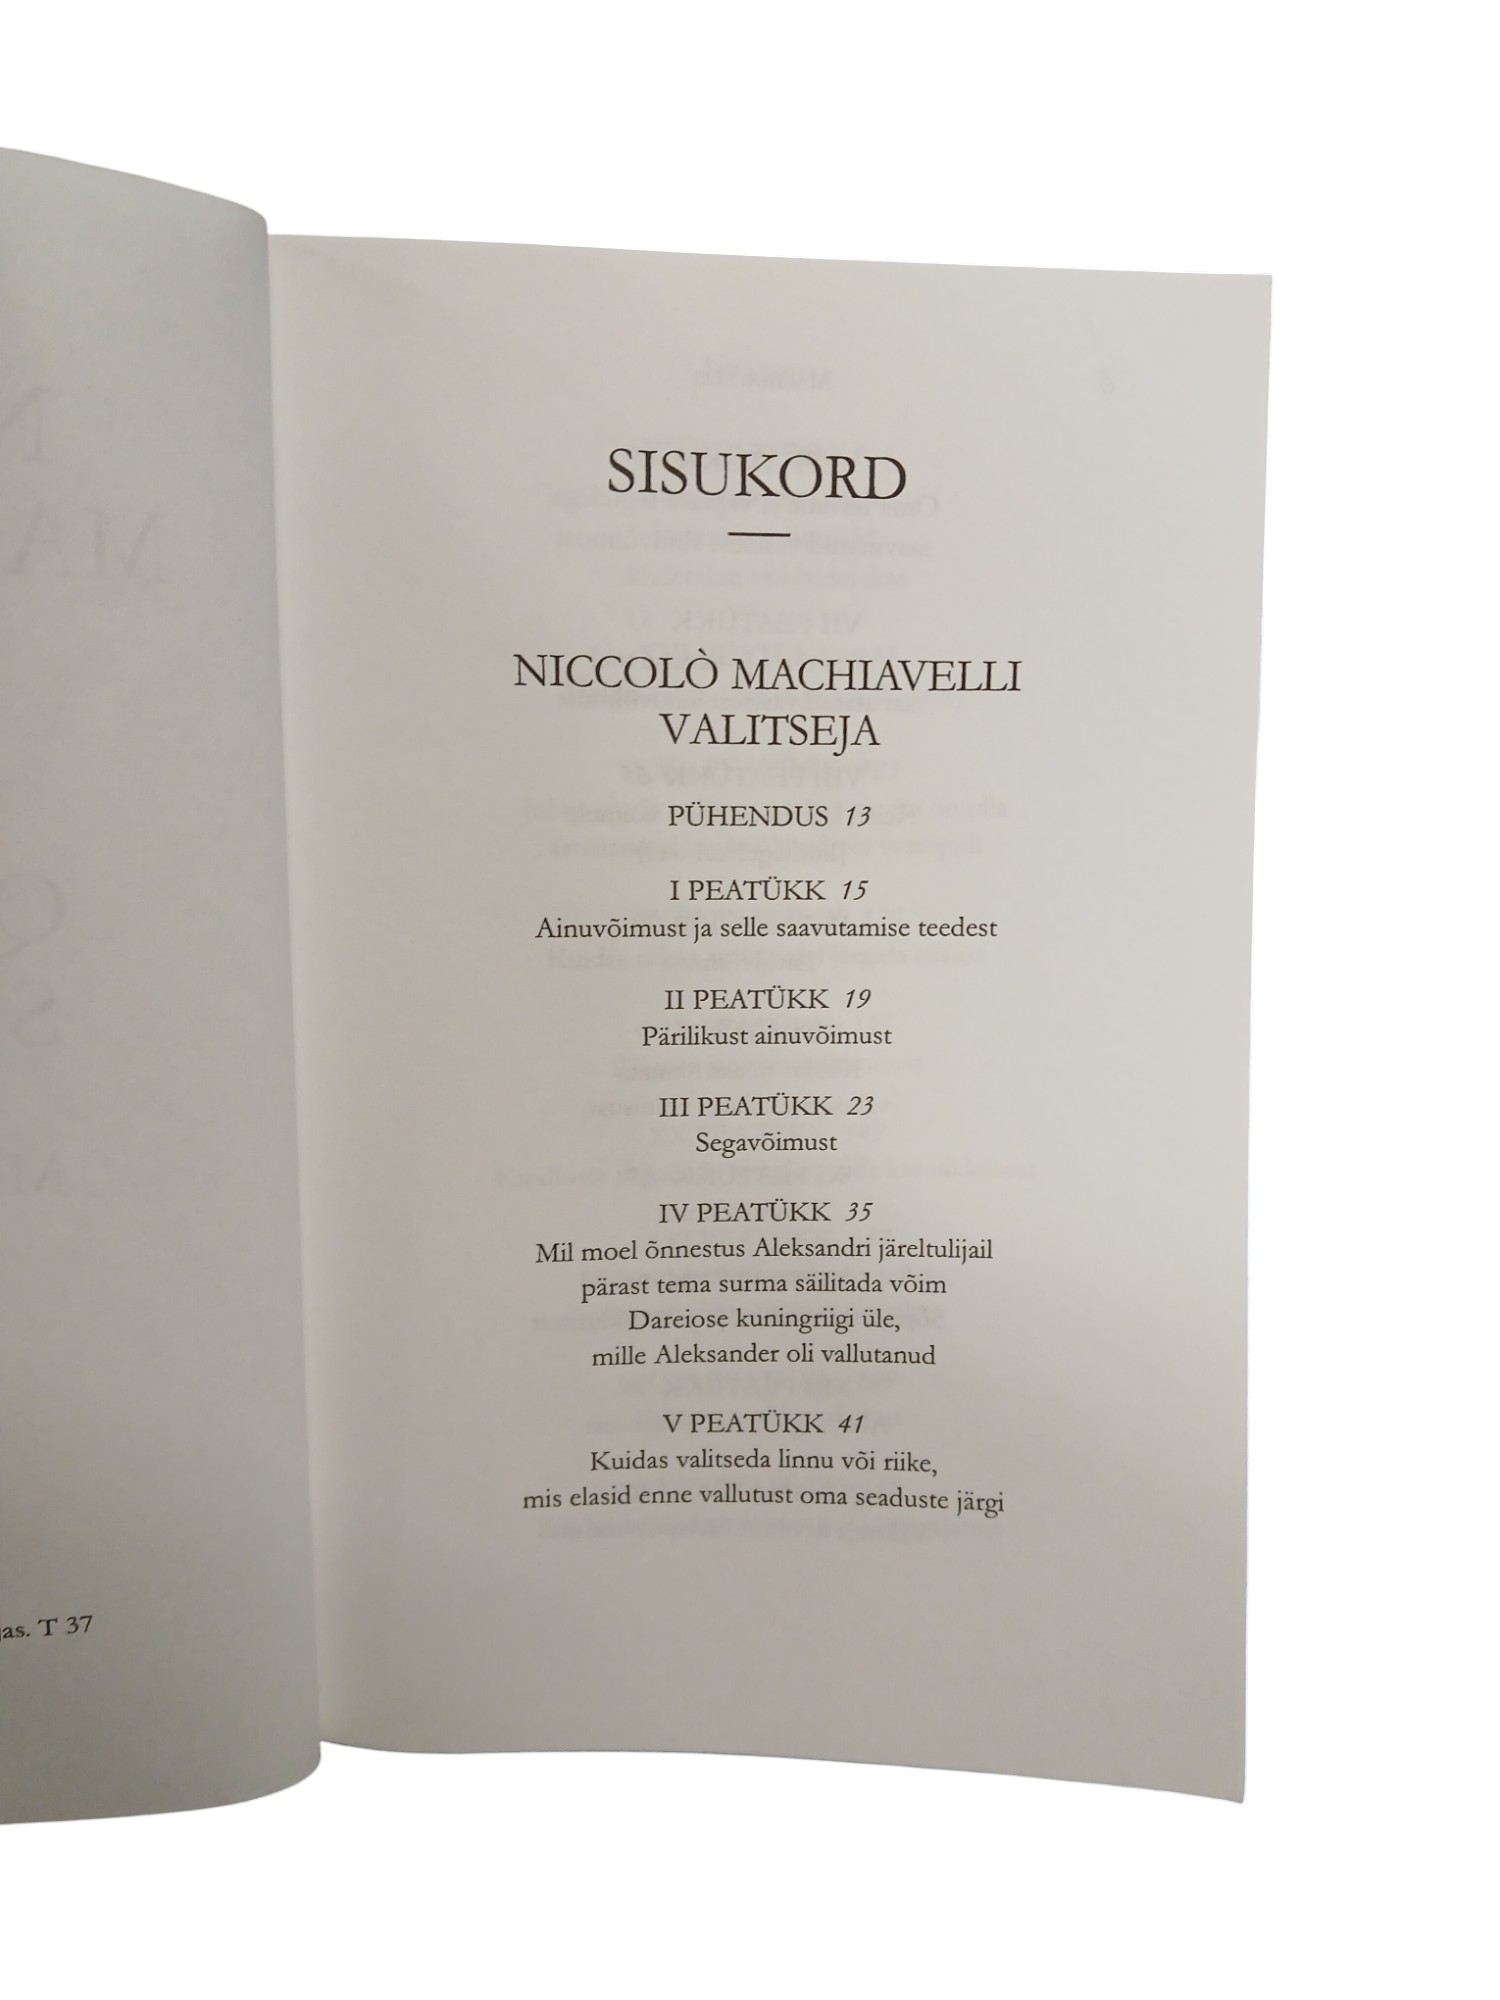 T 37
SISUKORD
NICCOLÒ MACHIAVELLI
VALITSEJA
PÜHENDUS 13
I PEATÜKK 15
Ainuvõimust ja selle saavutamise teedest
II PEATÜKK 19
Pärilikust ainuvõimust
III PEATÜKK 23
Segavõimust
IV PEATÜKK 35
Mil moel õnnestus Aleksandri järeltulijail
pärast tema surma säilitada võim
Dareiose kuningriigi üle,
mille Aleksander oli vallutanud
V PEATÜKK 41
Kuidas valitseda linnu või riike,
mis elasid enne vallutust oma seaduste järgi